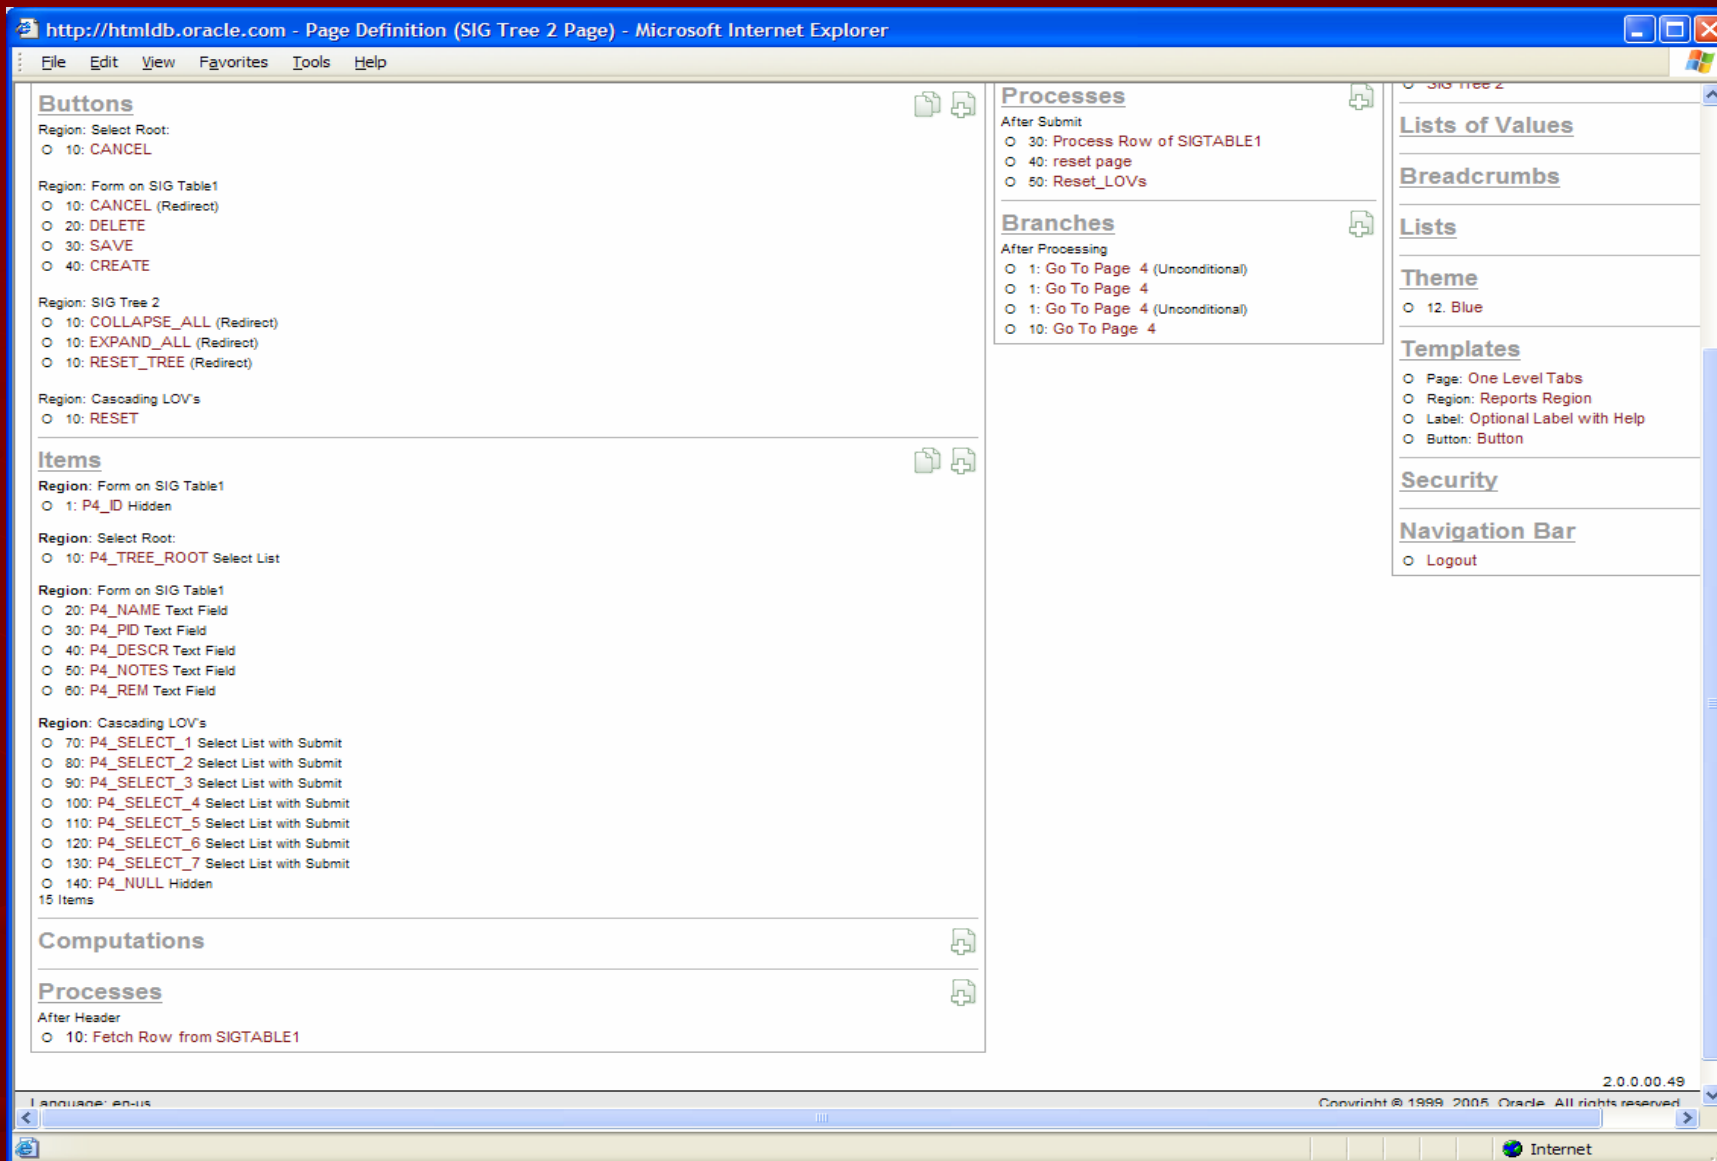 http://htmldb.oracle.com - Page Definition (SIG Tree 2 Page) - Microsoft Internet Explorer
File Edit View Favorites Tools Help
Buttons
Region: Select Root:
10: CANCEL
Region: Form on SIG Table1
10: CANCEL (Redirect)
20: DELETE
30: SAVE
40: CREATE
Region: SIG Tree 2
10: COLLAPSE_ALL (Redirect)
10: EXPAND_ALL (Redirect)
10: RESET_TREE (Redirect)
Region: Cascading LOV's
10: RESET
Items
Region: Form on SIG Table1
1: P4_ID Hidden
Region: Select Root:
10: P4_TREE_ROOT Select List
Region: Form on SIG Table1
20: P4_NAME Text Field
30: P4_PID Text Field
40: P4_DESCR Text Field
50: P4_NOTES Text Field
60: P4_REM Text Field
Region: Cascading LOV's
70: P4_SELECT_1 Select List with Submit
80: P4_SELECT_2 Select List with Submit
90: P4_SELECT_3 Select List with Submit
100: P4_SELECT_4 Select List with Submit
110: P4_SELECT_5 Select List with Submit
120: P4_SELECT_6 Select List with Submit
130: P4_SELECT_7 Select List with Submit
140: P4_NULL Hidden
15 Items
Computations
Processes
After Header
10: Fetch Row from SIGTABLE1
Processes
After Submit
30: Process Row of SIGTABLE1
40: reset page
50: Reset_LOVs
Branches
After Processing
1: Go To Page 4 (Unconditional)
1: Go To Page 4
1: Go To Page 4 (Unconditional)
10: Go To Page 4
SIG Tree 2
Lists of Values
Breadcrumbs
Lists
Theme
12. Blue
Templates
Page: One Level Tabs
Region: Reports Region
Label: Optional Label with Help
Button: Button
Security
Navigation Bar
Logout
2.0.0.00.49
Language: en-us
Copyright © 1999, 2005, Oracle. All rights reserved.
Internet